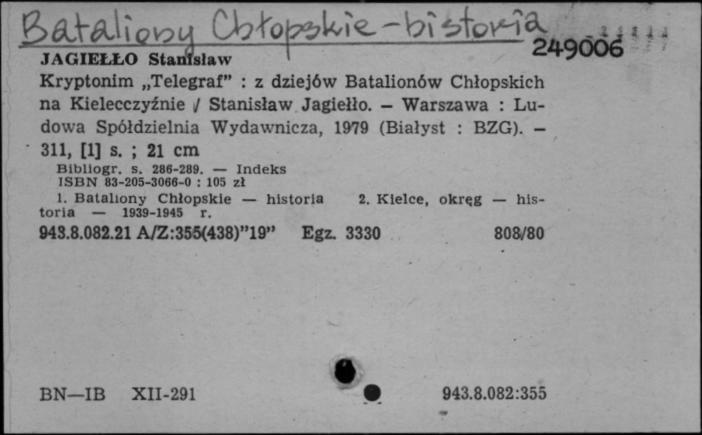 Bataliony Chłopskie - historia
249006
JAGIEŁŁO Stanisław
Kryptonim „Telegraf” : z dziejów Batalionów Chłopskich
na Kielecczyźnie / Stanisław Jagiełło. — Warszawa : Lu-
dowa Spółdzielnia Wydawnicza, 1979 (Białyst : BZG). —
311, [1] s. ; 21 cm
Bibliogr. s. 286-289. — Indeks
ISBN 83-205-3066-0 : 105 zł
1. Bataliony Chłopskie — historia 2. Kielce, okręg — his-
toria — 1939-1945 r.
943.8.082.21 A/Z:355(438)”19” Egz. 3330 808/80
BN—IB XII-291 943.8.082:355